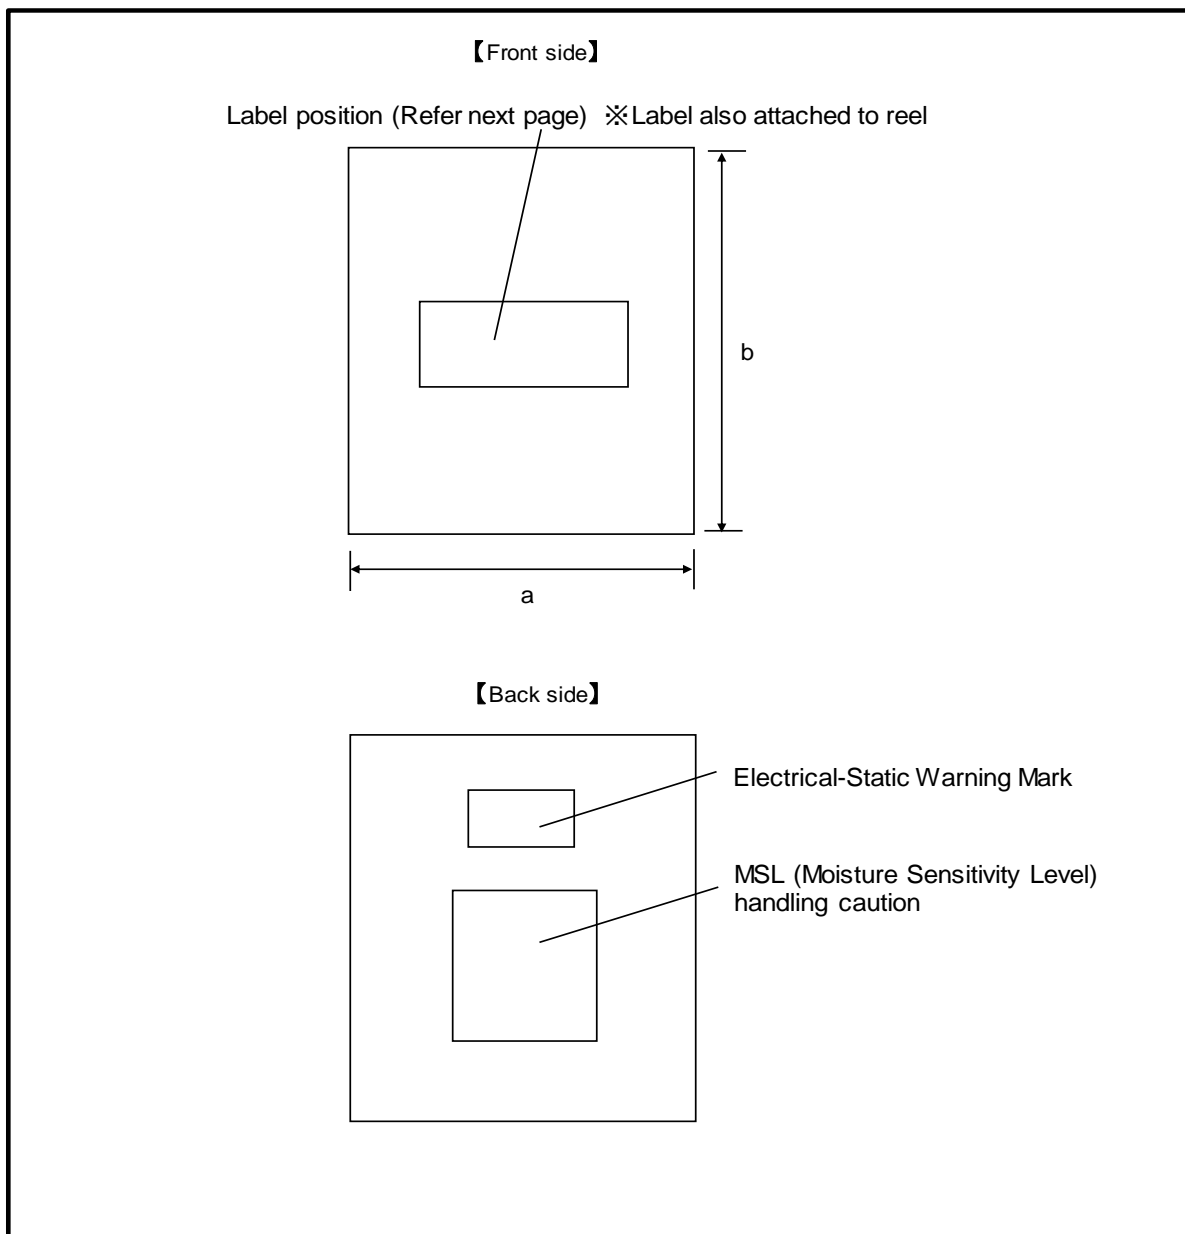 【Front side】
Label position (Refer next page) ※Label also attached to reel
b
a
【Back side】
Electrical-Static Warning Mark
MSL (Moisture Sensitivity Level)
handling caution